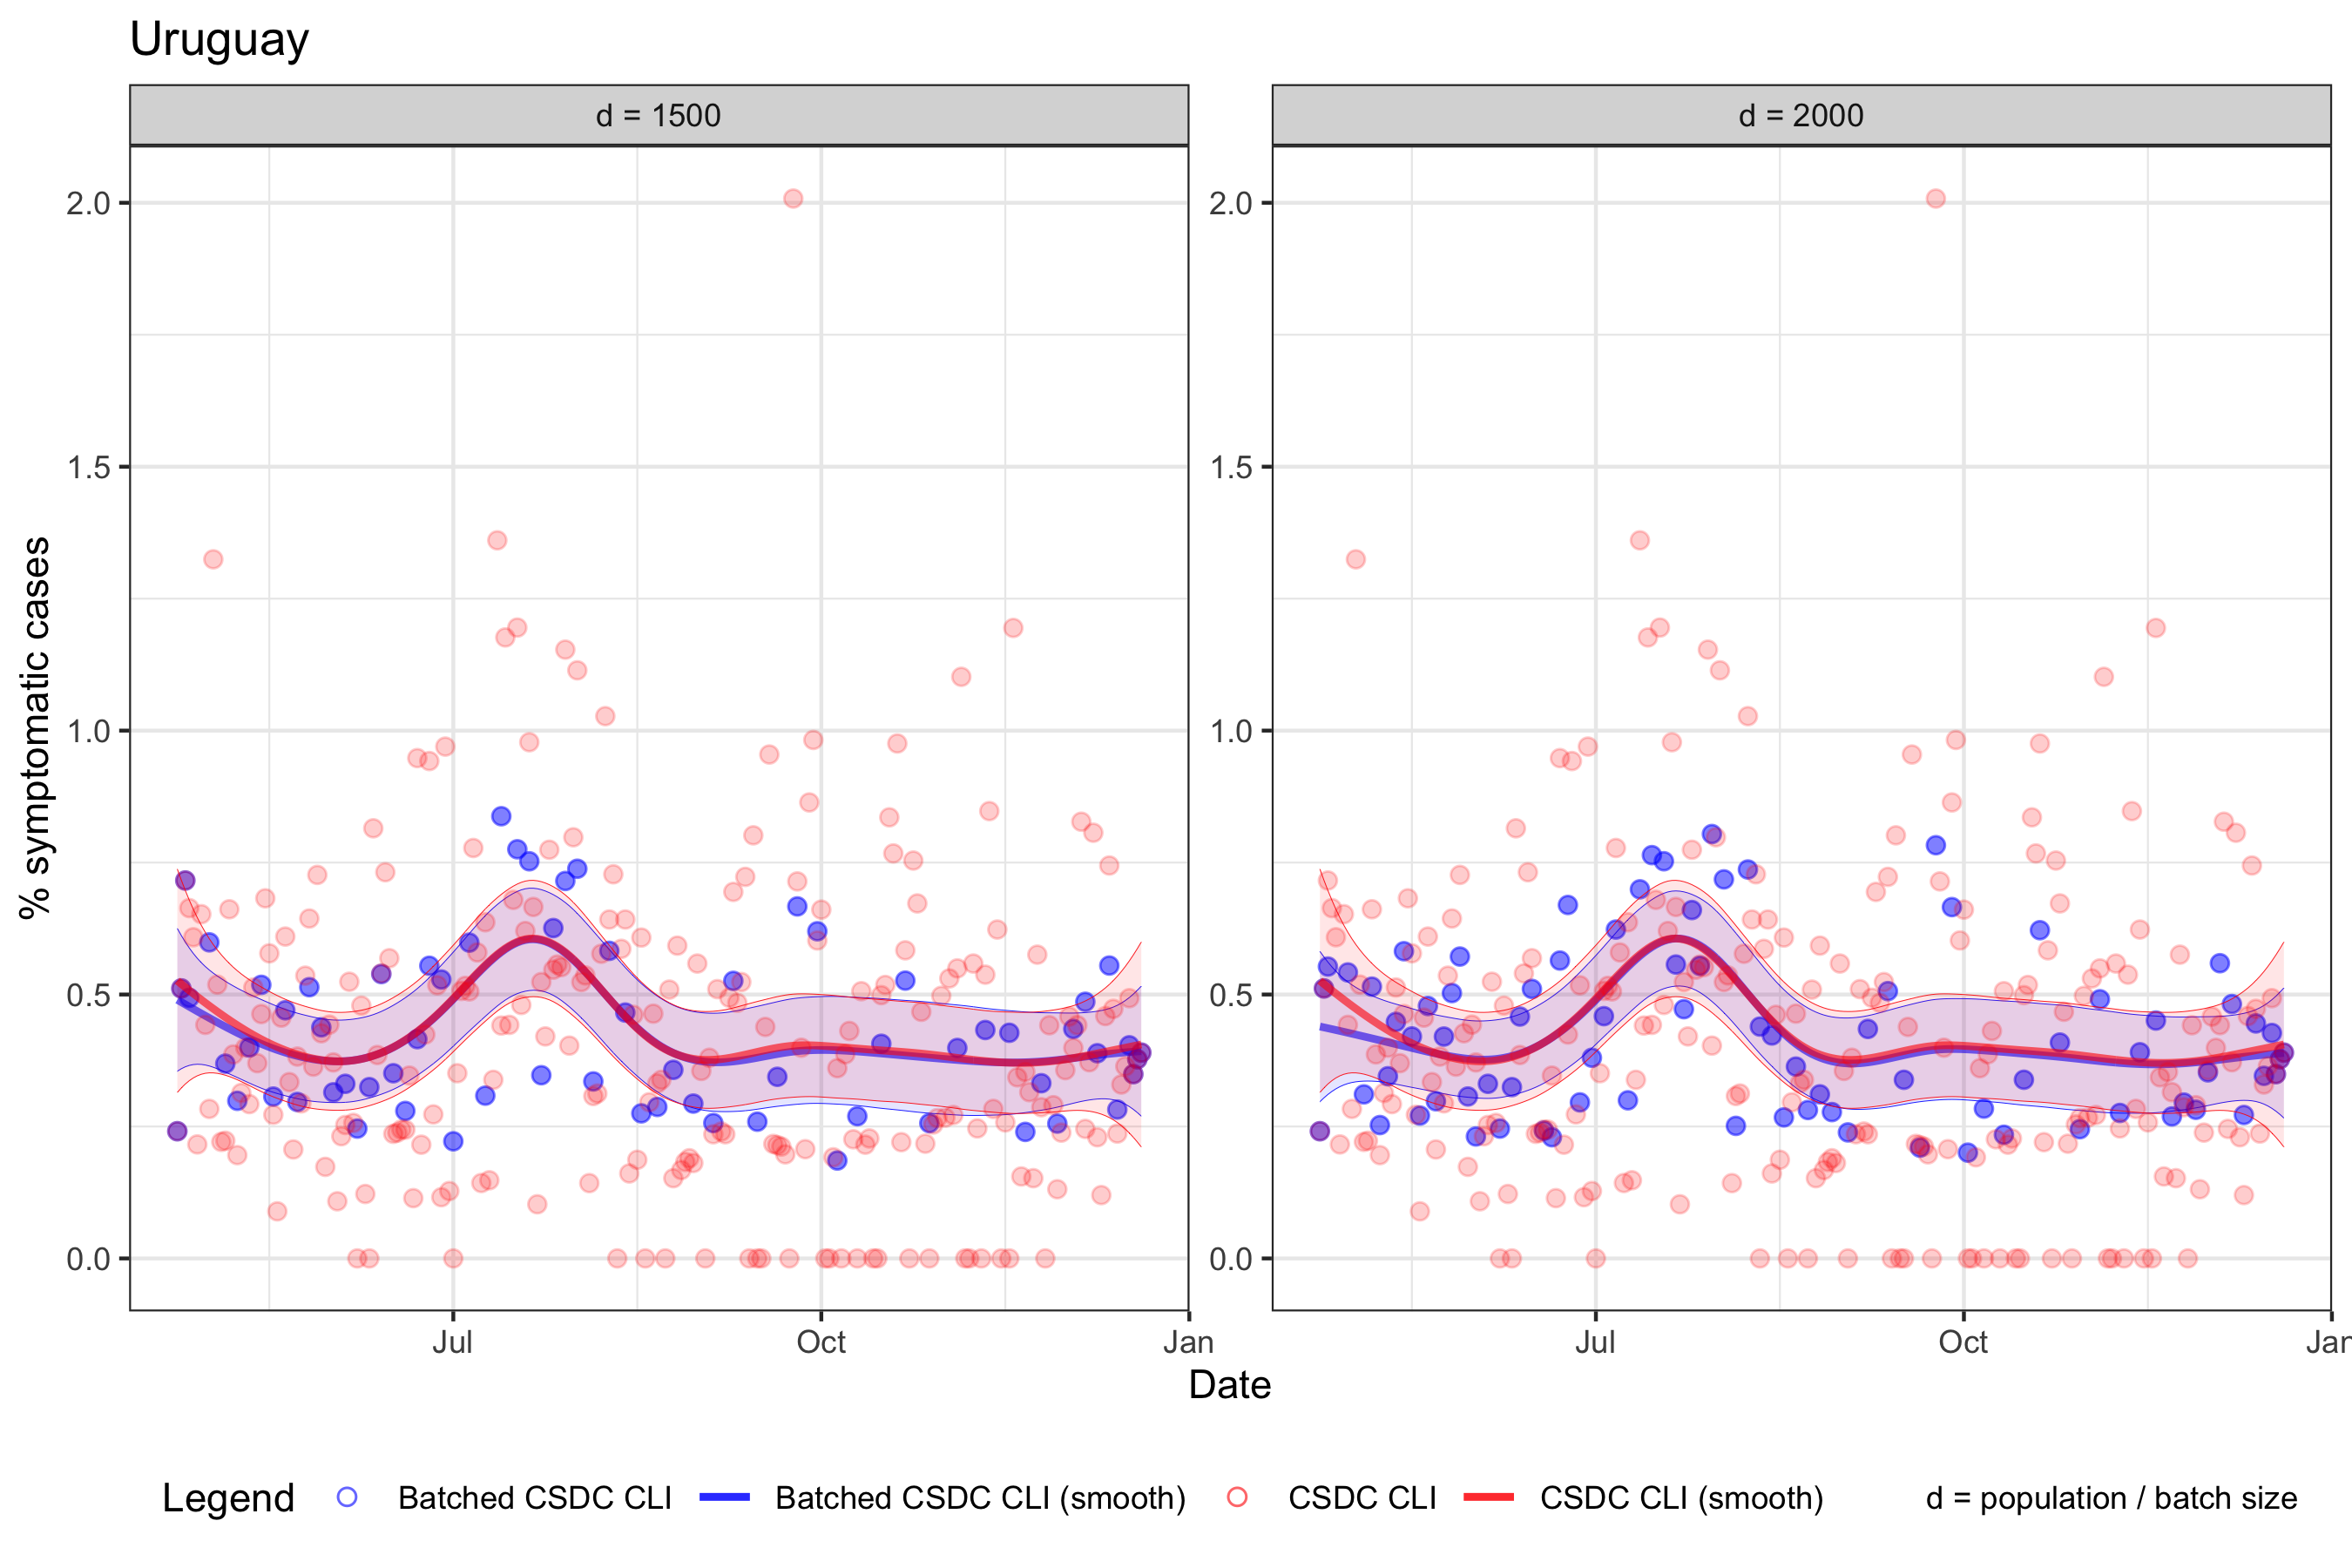 Uruguay
d = 1500
d = 2000
% symptomatic cases
2.0
1.5
1.0
0.5
0.0
2.0
1.5
1.0
0.5
0.0
Jul
Oct
Jan
Jul
Oct
Jan
Date
Legend
Batched CSDC CLI
Batched CSDC CLI (smooth)
CSDC CLI
CSDC CLI (smooth)
d = population / batch size